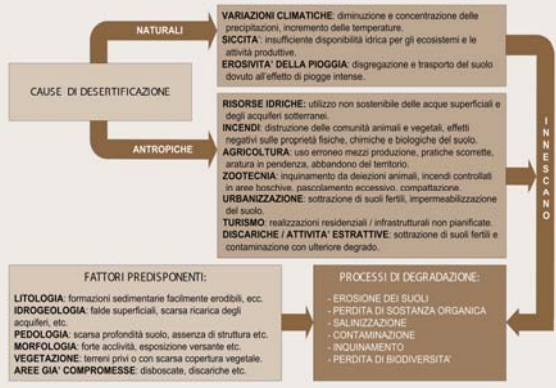 NATURALI
VARIAZIONI CLIMATICHE: diminuzione e concentrazione delle
precipitazioni, incremento delle temperature.
SICCITA': insufficiente disponibilità idrica per gli ecosistemi e le
attività produttive.
EROSIVITA' DELLA PIOGGIA: disgregazione e trasporto del suolo
dovuto all'effetto di piogge intense.
CAUSE DI DESERTIFICAZIONE
ANTROPICHE
RISORSE IDRICHE: utilizzo non sostenibile delle acque superficiali e
degli acquiferi sotterranei.
INCENDI: distruzione delle comunità animali e vegetali, effetti
negativi sulle proprietà fisiche, chimiche e biologiche del suolo.
AGRICOLTURA: uso erroneo mezzi produzione, pratiche scorrette,
aratura in pendenza, abbandono del territorio.
ZOOTECNIA: inquinamento da deiezioni animali, incendi controllati
in aree boschive, pascolamento eccessivo, compattazione.
URBANIZZAZIONE: sottrazione di suoli fertili, impermeabilizzazione
del suolo.
TURISMO: realizzazioni residenziali / infrastrutturali non pianificate.
DISCARICHE / ATTIVITA' ESTRATTIVE: sottrazione di suoli fertili e
contaminazione con ulteriore degrado.
INNESCANO
FATTORI PREDISPONENTI:
LITOLOGIA: formazioni sedimentarie facilmente erodibili, ecc.
IDROGEOLOGIA: falde superficiali, scarsa ricarica degli
acquiferi, etc.
PEDOLOGIA: scarsa profondità suolo, assenza di struttura etc.
MORFOLOGIA: forte acclività, esposizione versante etc.
VEGETAZIONE: terreni privi o con scarsa copertura vegetale.
AREE GIA' COMPROMESSE: disboscate, discariche etc.
PROCESSI DI DEGRADAZIONE:
- EROSIONE DEI SUOLI
- PERDITA DI SOSTANZA ORGANICA
- SALINIZZAZIONE
- CONTAMINAZIONE
- INQUINAMENTO
- PERDITA DI BIODIVERSITA'